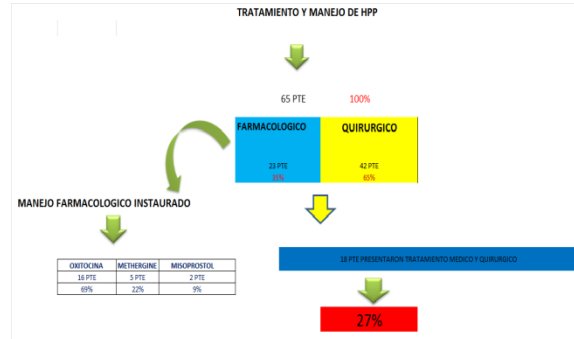 TRATAMIENTO Y MANEJO DE HPP
65 PTE 100%
FARMACOLOGICO QUIRURGICO
23 PTE 42 PTE
35% 65%
MANEJO FARMACOLOGICO INSTAURADO
OXITOCINA METHERGINE MISOPROSTOL
16 PTE 5 PTE 2 PTE
69% 22% 9%
18 PTE PRESENTARON TRATAMIENTO MEDICO Y QUIRURGICO
27%